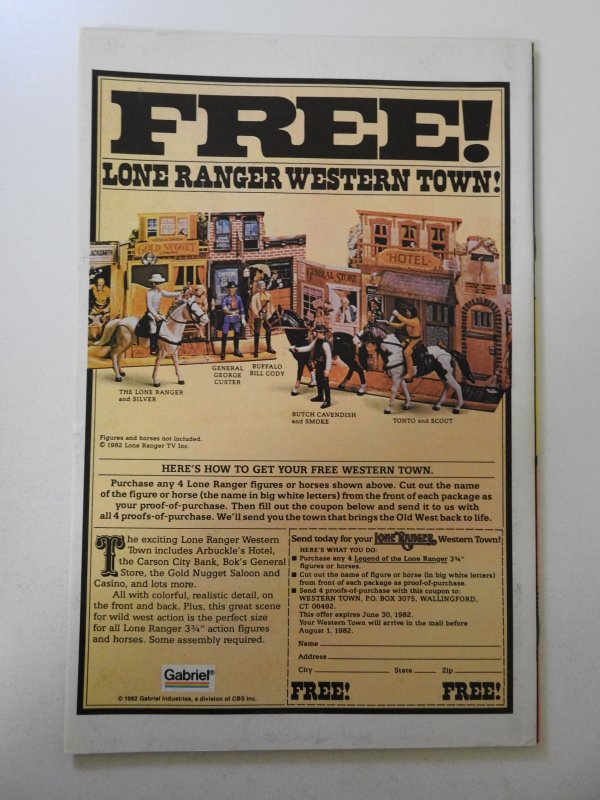 FREE!
LONE RANGER WESTERN TOWN!
GOLD NUGGET
GENERAL STORE
HOTEL
THE LONE RANGER
and SILVER
GENERAL
GEORGE
CUSTER
BUFFALO
BILL CODY
BUTCH CAVENDISH
and SMOKE
TONTO and SCOUT
Figures and horses not included.
© 1982 Lone Ranger TV Inc.
HERE'S HOW TO GET YOUR FREE WESTERN TOWN.
Purchase any 4 Lone Ranger figures or horses shown above. Cut out the name
of the figure or horse (the name in big white letters) from the front of each package as
your proof-of-purchase. Then fill out the coupon below and send it to us with
all 4 proofs-of-purchase. We'll send you the town that brings the Old West back to life.
The exciting Lone Ranger Western
Town includes Arbuckle's Hotel,
the Carson City Bank, Bok's General
Store, the Gold Nugget Saloon and
Casino, and lots more.
All with colorful, realistic detail, on
the front and back. Plus, this great scene
for wild west action is the perfect size
for all Lone Ranger 3¾" action figures
and horses. Some assembly required.
Gabriel®
© 1982 Gabriel Industries, a division of CBS Inc.
Send today for your LONE RANGER Western Town!
HERE'S WHAT YOU DO:
■ Purchase any 4 Legend of the Lone Ranger 3¾"
figures or horses.
■ Cut out the name of figure or horse (in big white letters)
from front of each package as proof-of-purchase.
■ Send 4 proofs-of-purchase with this coupon to:
WESTERN TOWN, P.O. BOX 3075, WALLINGFORD,
CT 06492.
This offer expires June 30, 1982.
Your Western Town will arrive in the mail before
August 1, 1982.
Name
Address
City State Zip
FREE! FREE!